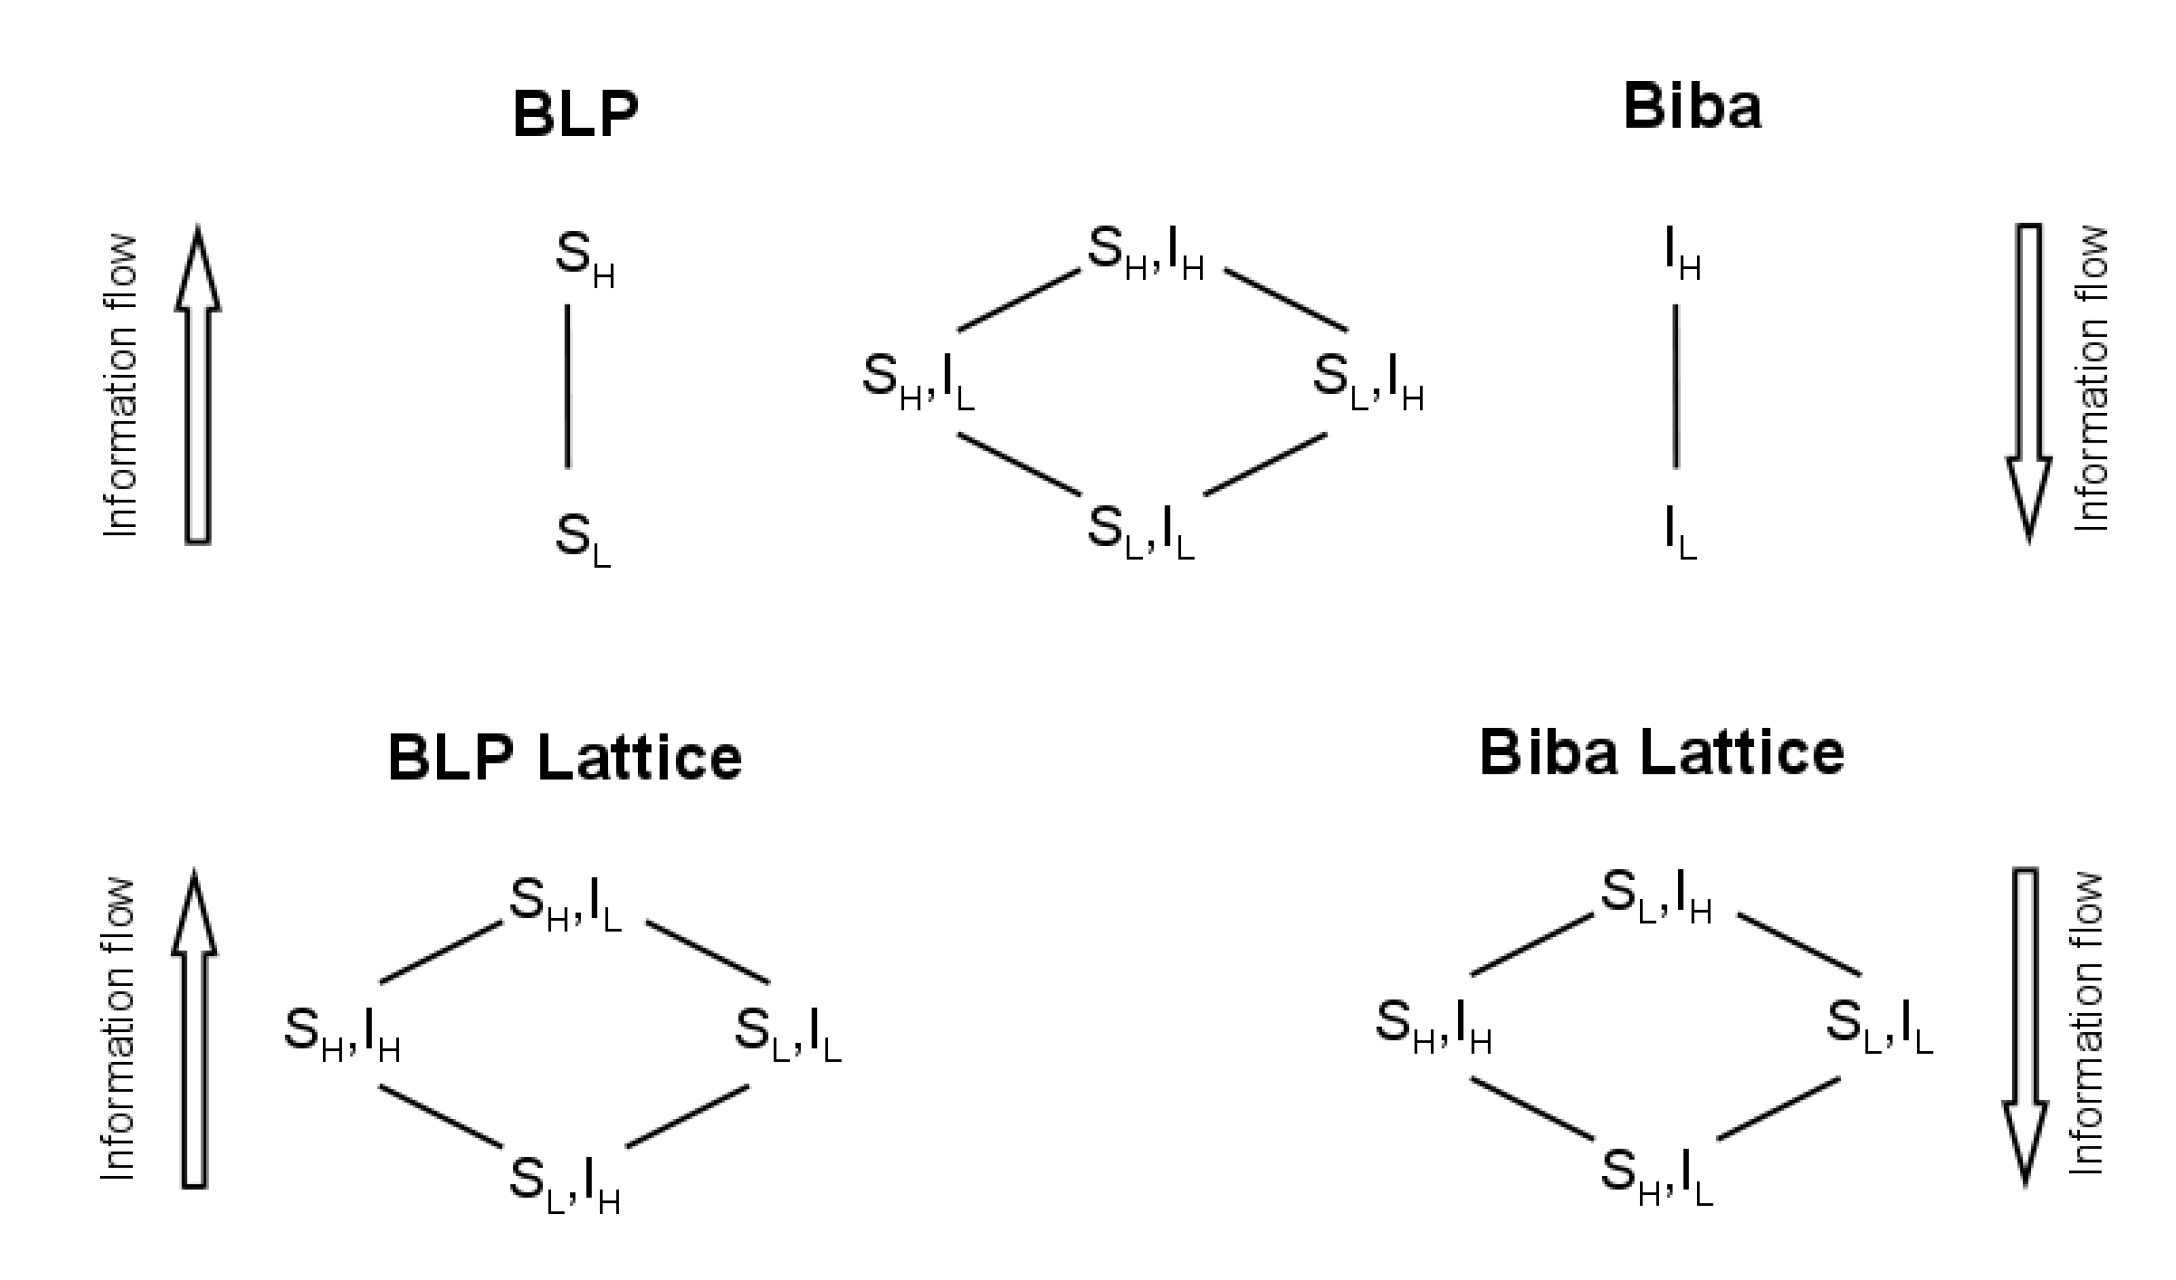 BLP
Biba
Information flow
S_H
S_L
S_H,I_H
S_H,I_L
S_L,I_H
S_L,I_L
I_H
I_L
Information flow
BLP Lattice
Biba Lattice
Information flow
S_H,I_L
S_H,I_H
S_L,I_L
S_L,I_H
S_L,I_H
S_H,I_H
S_L,I_L
S_H,I_L
Information flow